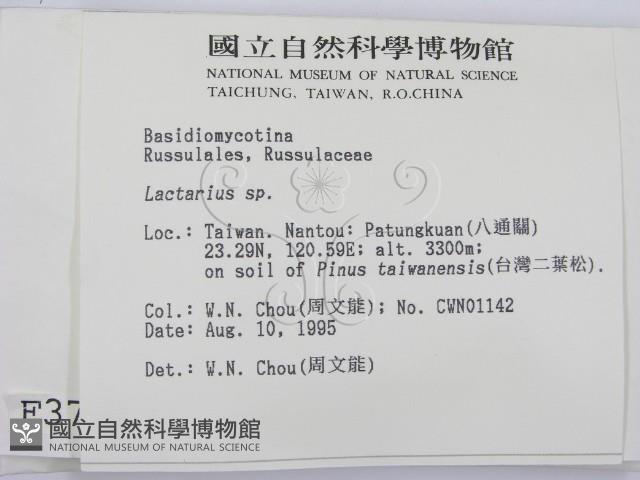 國立自然科學博物館
NATIONAL MUSEUM OF NATURAL SCIENCE
TAICHUNG, TAIWAN, R.O.CHINA
Basidiomycotina
Russulales, Russulaceae
Lactarius sp.
Loc.: Taiwan. Nantou: Patungkuan(八通關)
23.29N, 120.59E; alt. 3300m;
on soil of Pinus taiwanensis(台灣二葉松).
Col.: W.N. Chou(周文能); No. CWN01142
Date: Aug. 10, 1995
Det.: W.N. Chou(周文能)
F37
國立自然科學博物館
NATIONAL MUSEUM OF NATURAL SCIENCE